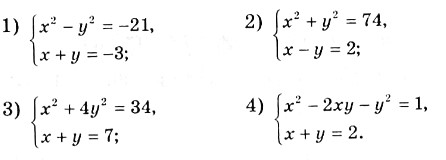 1) { x² − y² = −21,
x + y = −3;
2) { x² + y² = 74,
x − y = 2;
3) { x² + 4y² = 34,
x + y = 7;
4) { x² − 2xy − y² = 1,
x + y = 2.